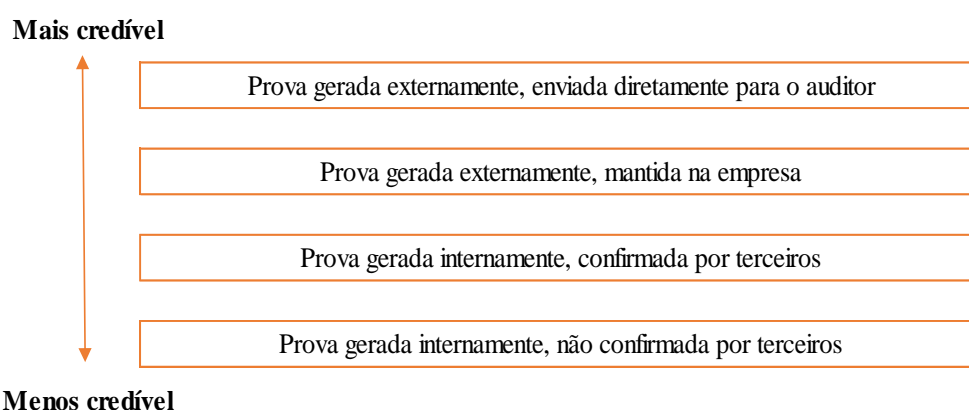 Mais credível
Prova gerada externamente, enviada diretamente para o auditor
Prova gerada externamente, mantida na empresa
Prova gerada internamente, confirmada por terceiros
Prova gerada internamente, não confirmada por terceiros
Menos credível